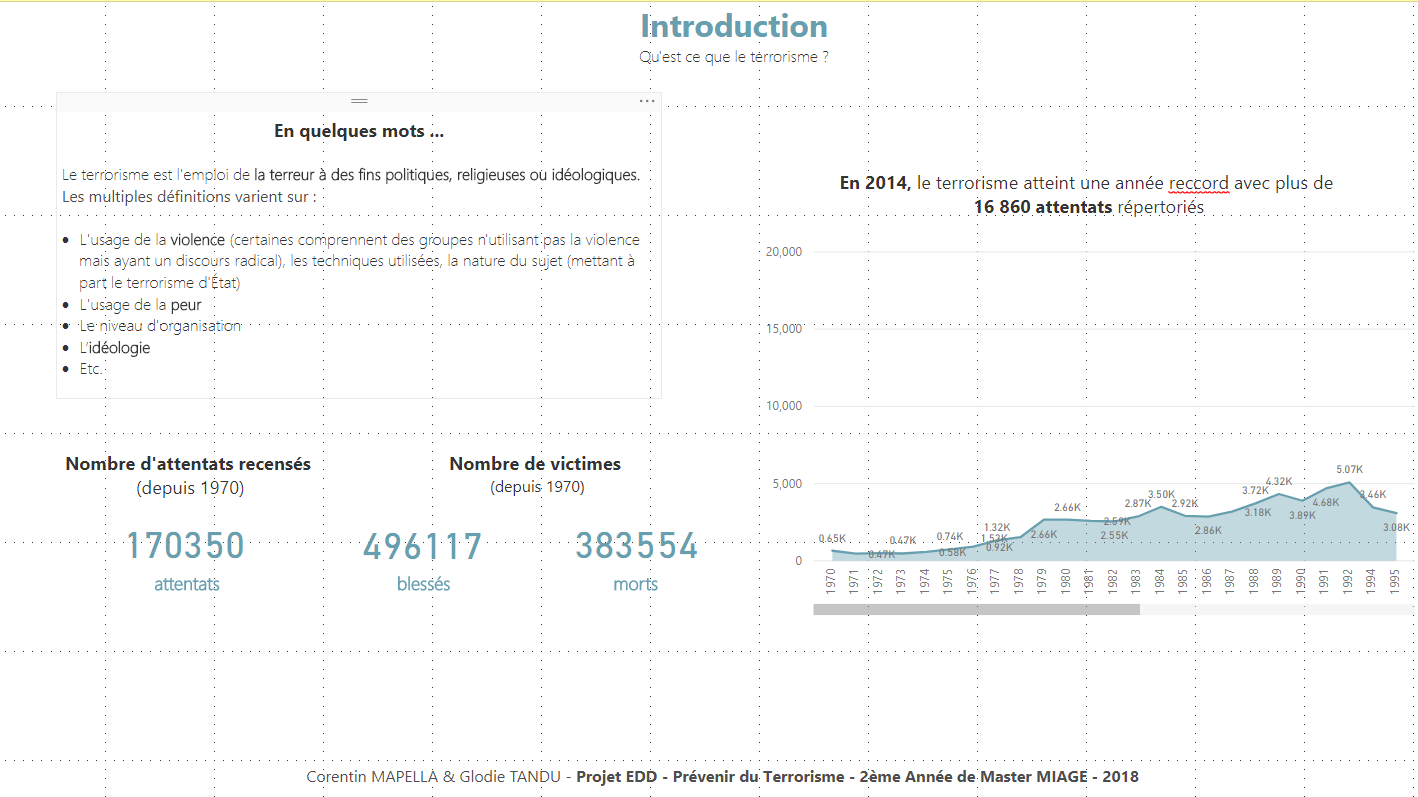 Introduction
Qu'est ce que le terrorisme ?
En quelques mots ...
Le terrorisme est l'emploi de la terreur à des fins politiques, religieuses ou idéologiques.
Les multiples définitions varient sur :
L'usage de la violence (certaines comprennent des groupes n'utilisant pas la violence
mais ayant un discours radical), les techniques utilisées, la nature du sujet (mettant à
part le terrorisme d'État)
L'usage de la peur
Le niveau d'organisation
L'idéologie
Etc.
Nombre d'attentats recensés
(depuis 1970)
170350
attentats
Nombre de victimes
(depuis 1970)
496117
blessés
383554
morts
En 2014, le terrorisme atteint une année reccord avec plus de
16 860 attentats répertoriés
20,000
15,000
10,000
5,000
0
0.65K 0.47K 0.47K 0.74K 0.58K 1.32K 1.53K 0.92K 2.66K 2.66K 2.59K 2.55K 2.87K 3.50K 2.92K 2.86K 3.72K 3.18K 4.32K 3.89K 4.68K 5.07K 3.46K 3.08K
1970 1971 1972 1973 1974 1975 1976 1977 1978 1979 1980 1981 1982 1983 1984 1985 1986 1987 1988 1989 1990 1991 1992 1994 1995
Corentin MAPELLA & Glodie TANDU - Projet EDD - Prévenir du Terrorisme - 2ème Année de Master MIAGE - 2018